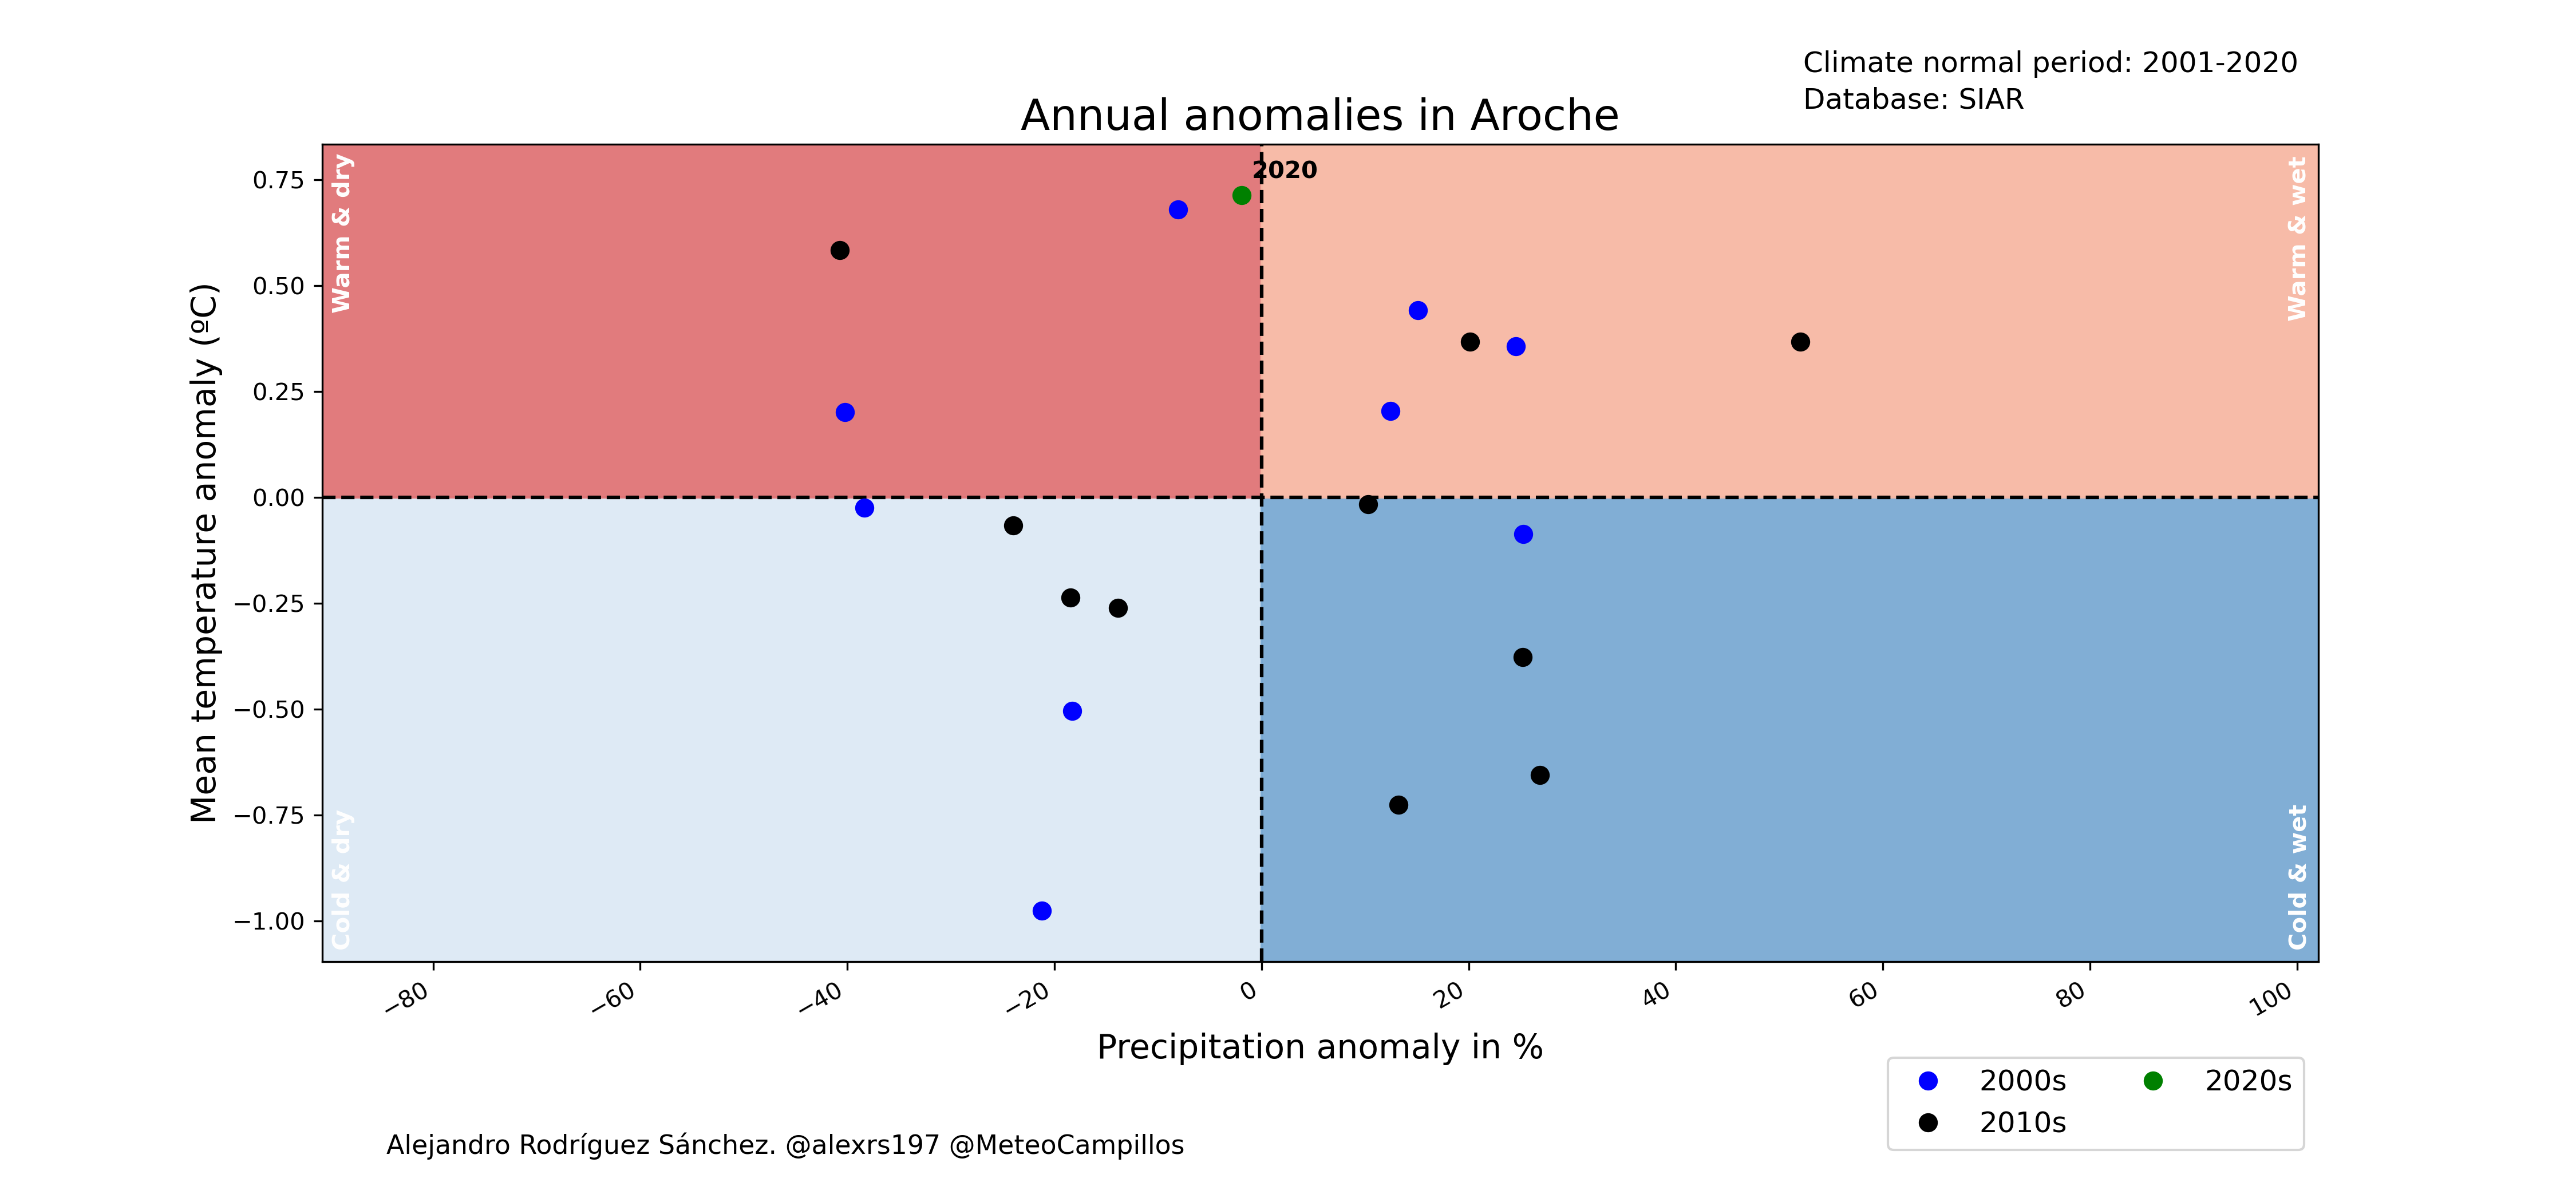 Climate normal period: 2001-2020
Database: SIAR
Annual anomalies in Aroche
Warm & dry
2020
Warm & wet
0.75
0.50
0.25
0.00
−0.25
−0.50
−0.75
−1.00
Mean temperature anomaly (ºC)
Cold & dry
Cold & wet
−80
−60
−40
−20
0
20
40
60
80
100
Precipitation anomaly in %
2000s
2010s
2020s
Alejandro Rodríguez Sánchez. @alexrs197 @MeteoCampillos